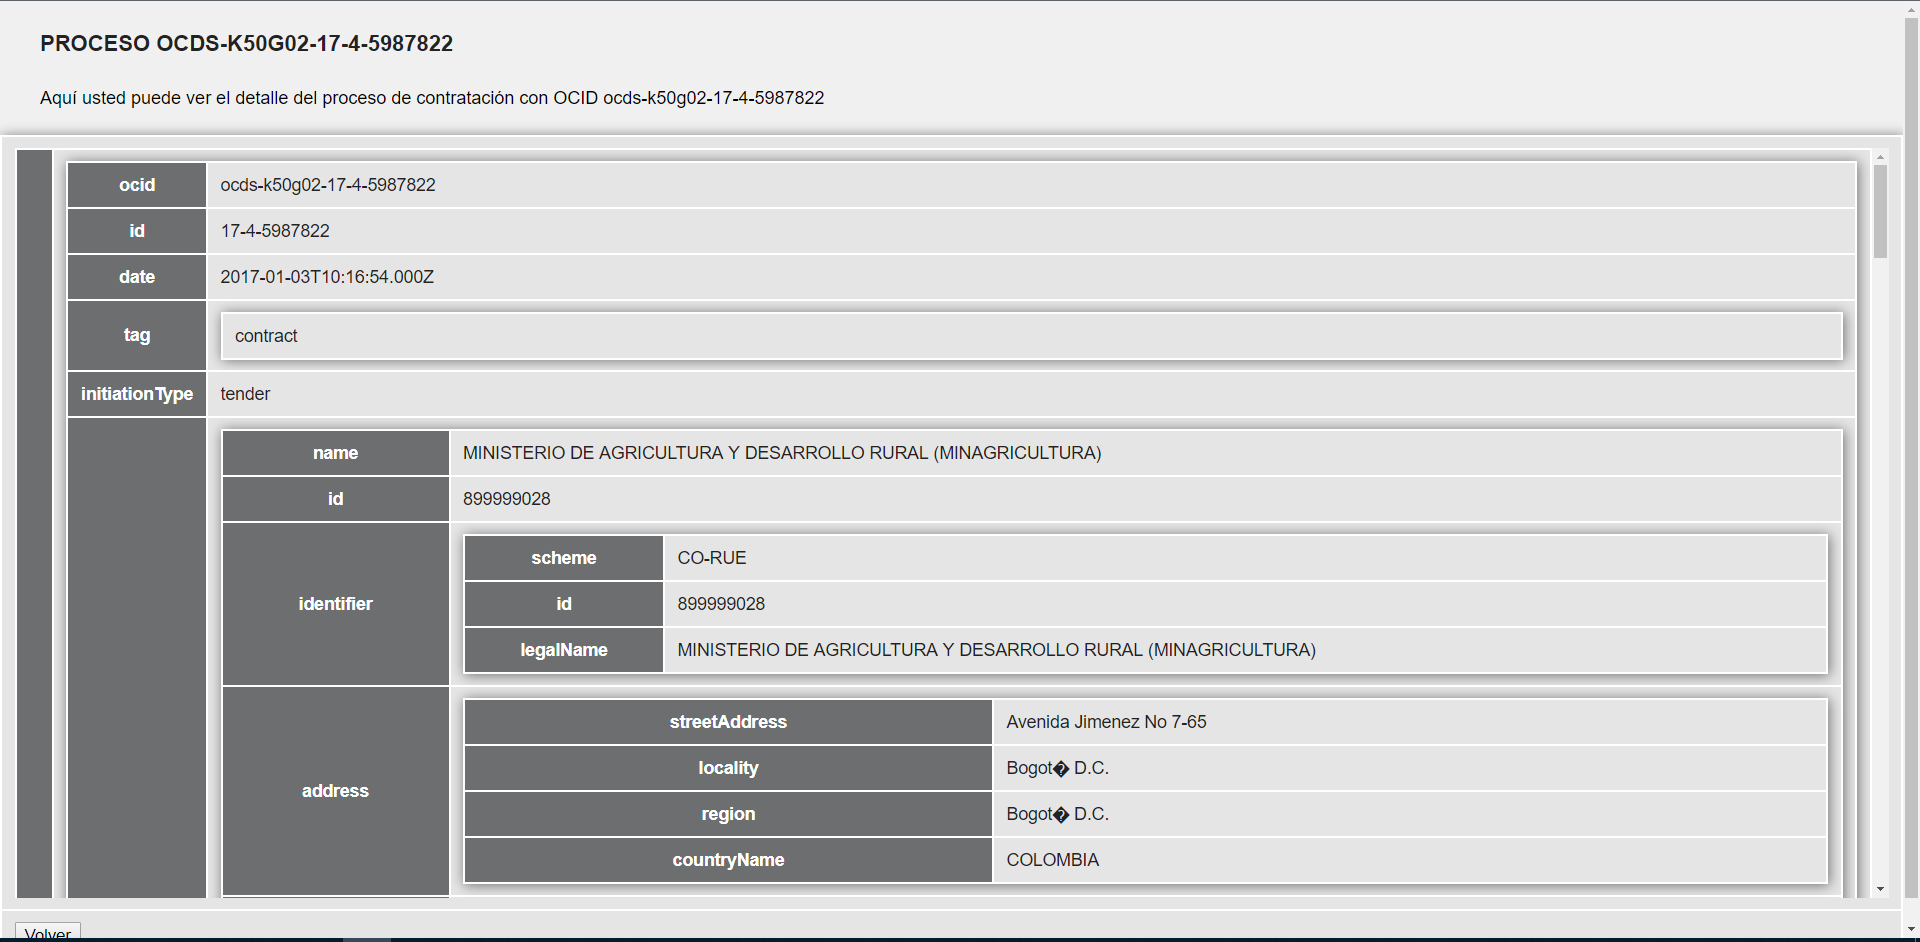 PROCESO OCDS-K50G02-17-4-5987822
Aquí usted puede ver el detalle del proceso de contratación con OCID ocds-k50g02-17-4-5987822
ocid ocds-k50g02-17-4-5987822
id 17-4-5987822
date 2017-01-03T10:16:54.000Z
tag contract
initiationType tender
name MINISTERIO DE AGRICULTURA Y DESARROLLO RURAL (MINAGRICULTURA)
id 899999028
identifier
scheme CO-RUE
id 899999028
legalName MINISTERIO DE AGRICULTURA Y DESARROLLO RURAL (MINAGRICULTURA)
address
streetAddress Avenida Jimenez No 7-65
locality Bogot� D.C.
region Bogot� D.C.
countryName COLOMBIA
Volver